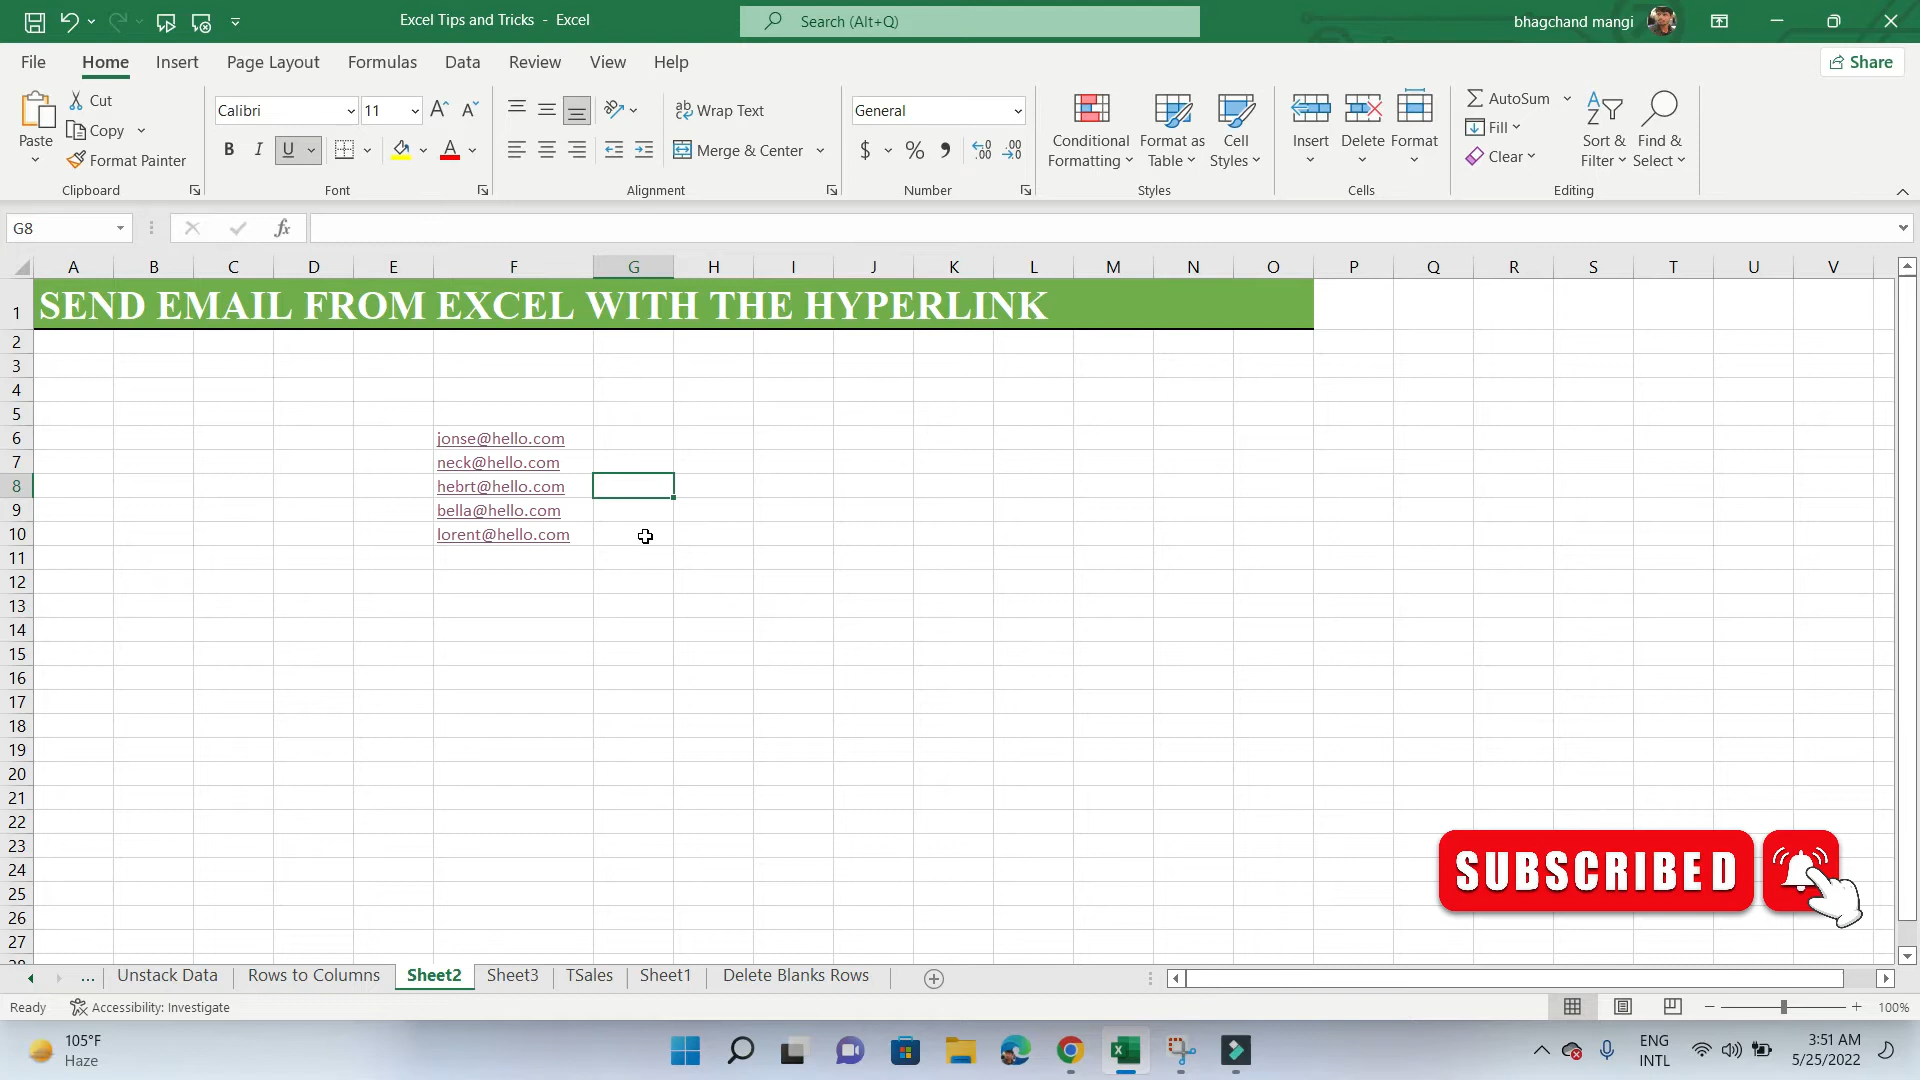 Excel Tips and Tricks - Excel
Search (Alt+Q)
bhagchand mangi
File Home Insert Page Layout Formulas Data Review View Help
Share
Paste
Cut
Copy
Format Painter
Clipboard
Calibri 11
B I U
Font
Wrap Text
Merge & Center
Alignment
General
$ % ,
Number
Conditional Formatting
Format as Table
Cell Styles
Styles
Insert Delete Format
Cells
AutoSum
Fill
Clear
Sort & Filter
Find & Select
Editing
G8
fx
A B C D E F G H I J K L M N O P Q R S T U V
1 SEND EMAIL FROM EXCEL WITH THE HYPERLINK
2
3
4
5
6 jonse@hello.com
7 neck@hello.com
8 hebrt@hello.com
9 bella@hello.com
10 lorent@hello.com
11
12
13
14
15
16
17
18
19
20
21
22
23
24
25
26
27
SUBSCRIBED
... Unstack Data Rows to Columns Sheet2 Sheet3 TSales Sheet1 Delete Blanks Rows
Ready Accessibility: Investigate
100%
105°F
Haze
ENG
INTL
3:51 AM
5/25/2022